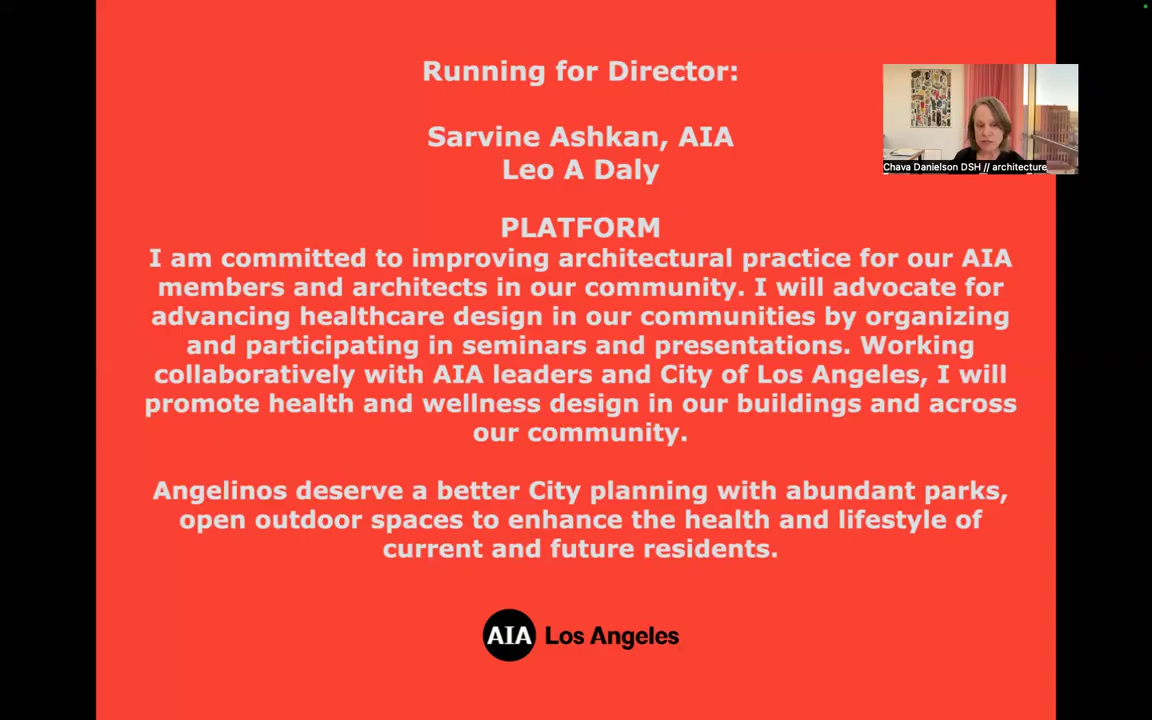 Running for Director:
Sarvine Ashkan, AIA
Leo A Daly
PLATFORM
I am committed to improving architectural practice for our AIA
members and architects in our community. I will advocate for
advancing healthcare design in our communities by organizing
and participating in seminars and presentations. Working
collaboratively with AIA leaders and City of Los Angeles, I will
promote health and wellness design in our buildings and across
our community.
Angelinos deserve a better City planning with abundant parks,
open outdoor spaces to enhance the health and lifestyle of
current and future residents.
AIA Los Angeles
Chava Danielson DSH // architecture